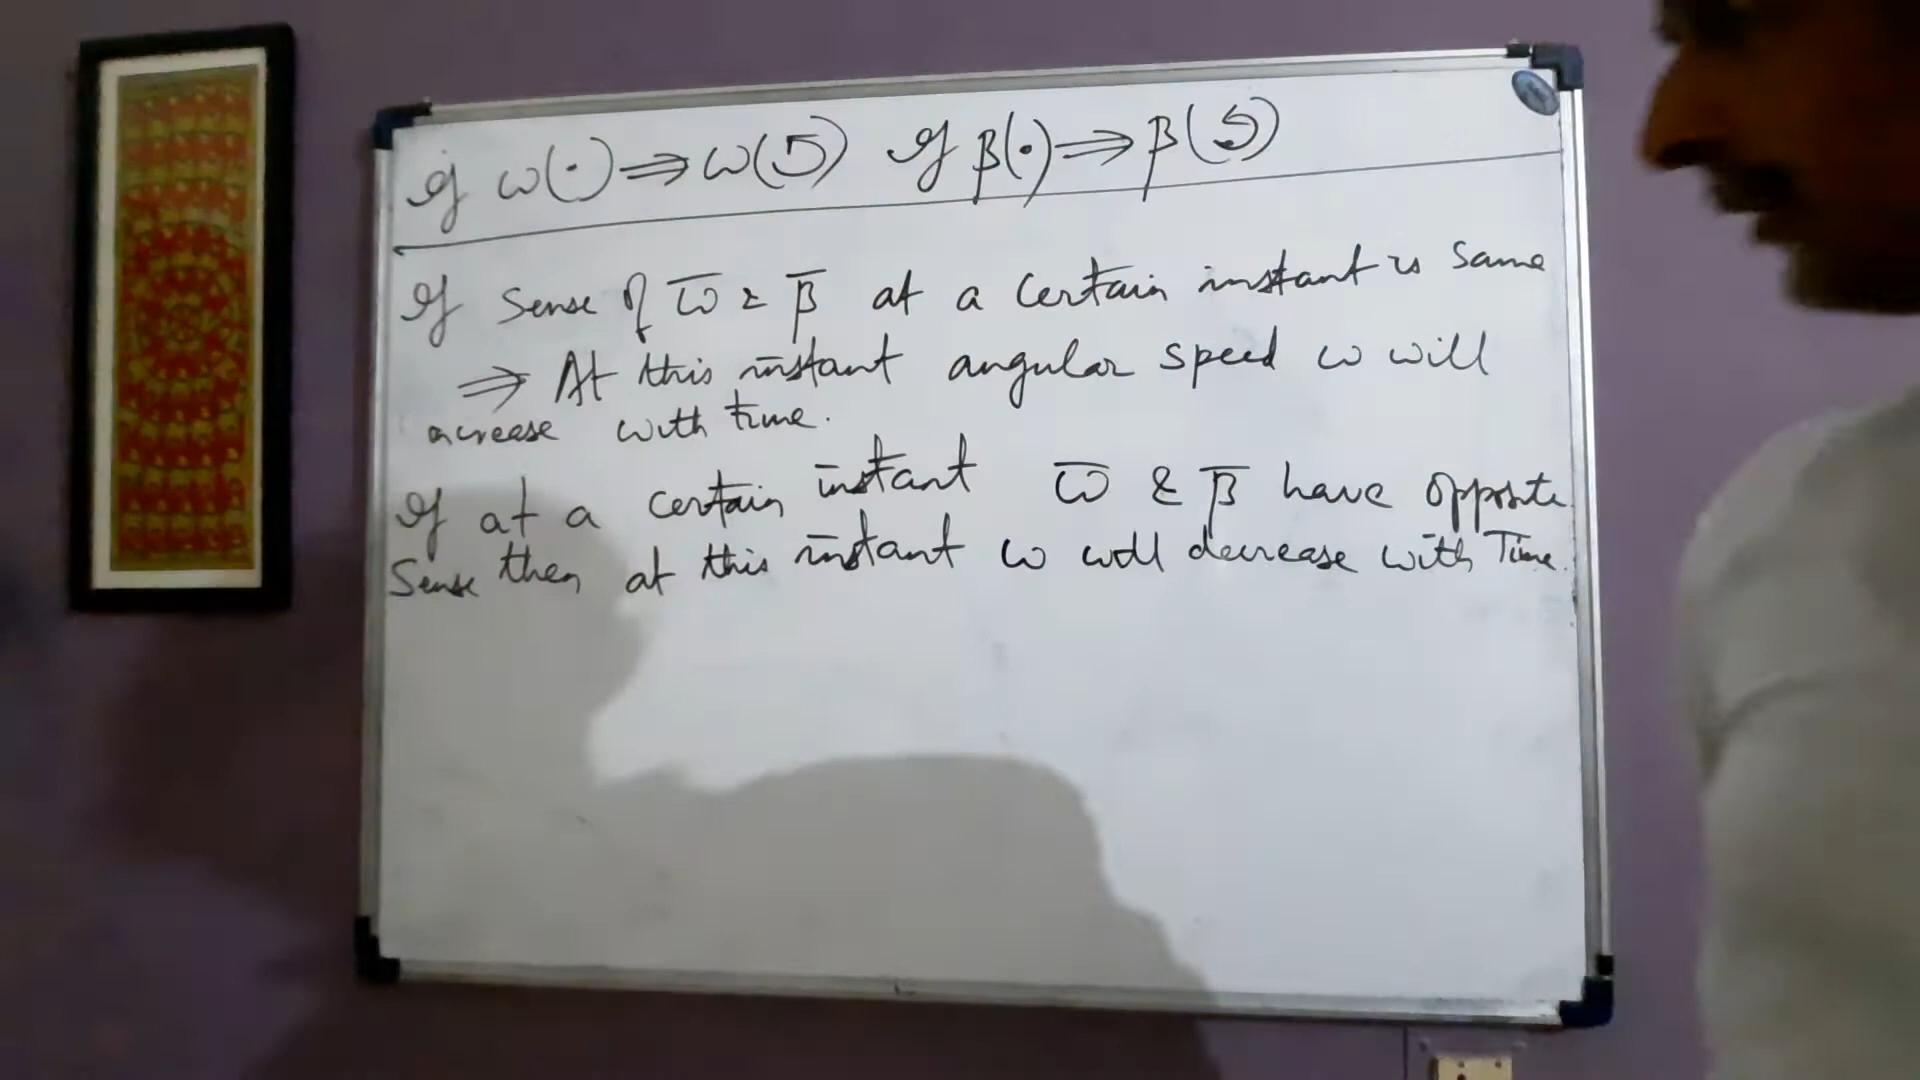 If ω(·) ⇒ ω(↺) If β(·) ⇒ β(↺)
If Sense of ω̅ & β̅ at a certain instant is same
⇒ At this instant angular speed ω will
increase with time.
If at a certain instant ω̅ & β̅ have opposite
Sense then at this instant ω will decrease with Time.